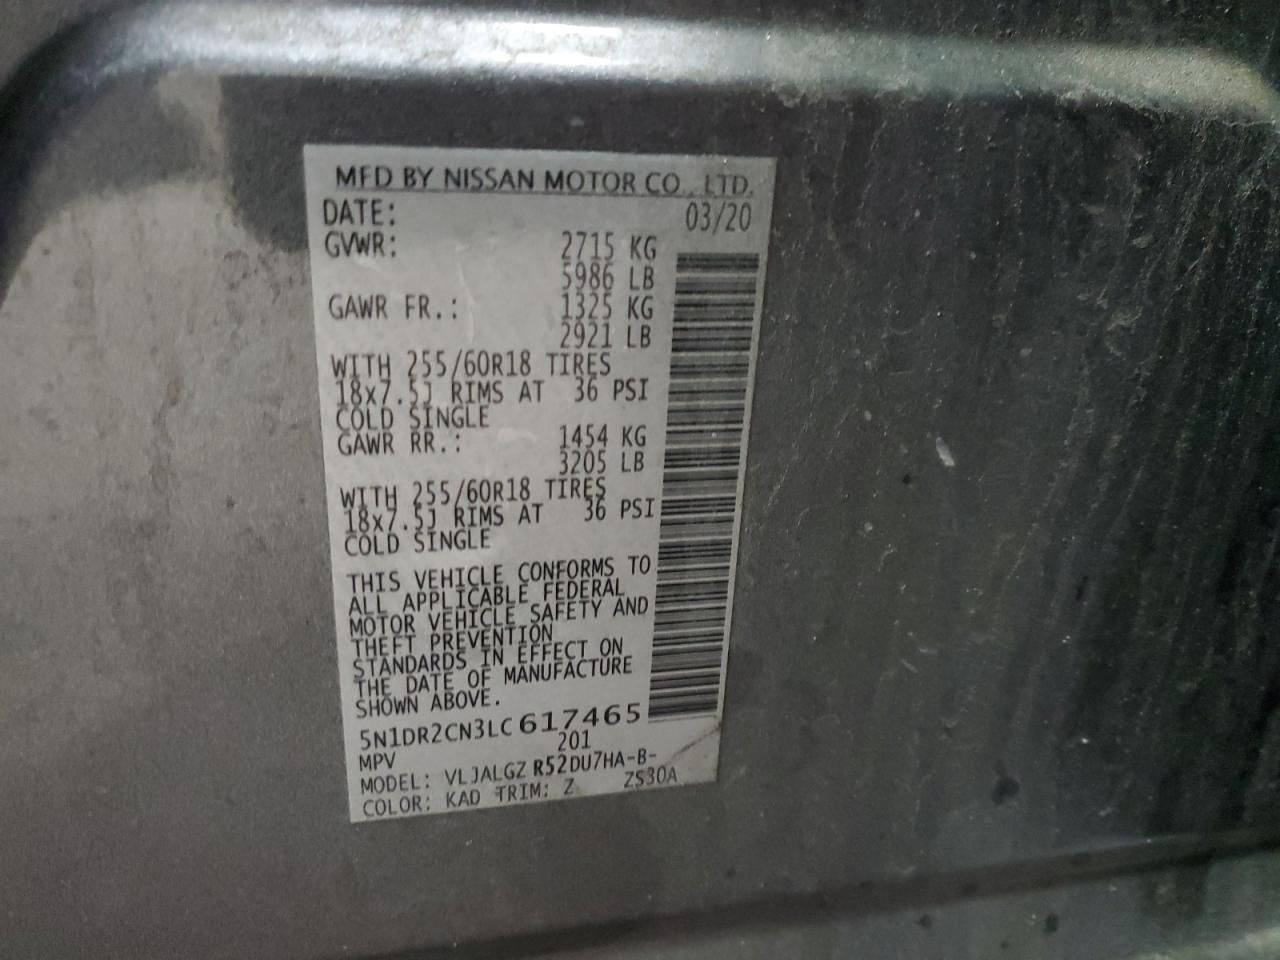 MFD BY NISSAN MOTOR CO., LTD.
DATE: 03/20
GVWR: 2715 KG
5986 LB
GAWR FR.: 1325 KG
2921 LB
WITH 255/60R18 TIRES
18x7.5J RIMS AT 36 PSI
COLD SINGLE
GAWR RR.: 1454 KG
3205 LB
WITH 255/60R18 TIRES
18x7.5J RIMS AT 36 PSI
COLD SINGLE
THIS VEHICLE CONFORMS TO
ALL APPLICABLE FEDERAL
MOTOR VEHICLE SAFETY AND
THEFT PREVENTION
STANDARDS IN EFFECT ON
THE DATE OF MANUFACTURE
SHOWN ABOVE.
5N1DR2CN3LC617465
MPV 201
MODEL: VLJALGZ R52DU7HA-B-
COLOR: KAD TRIM: Z ZS30A